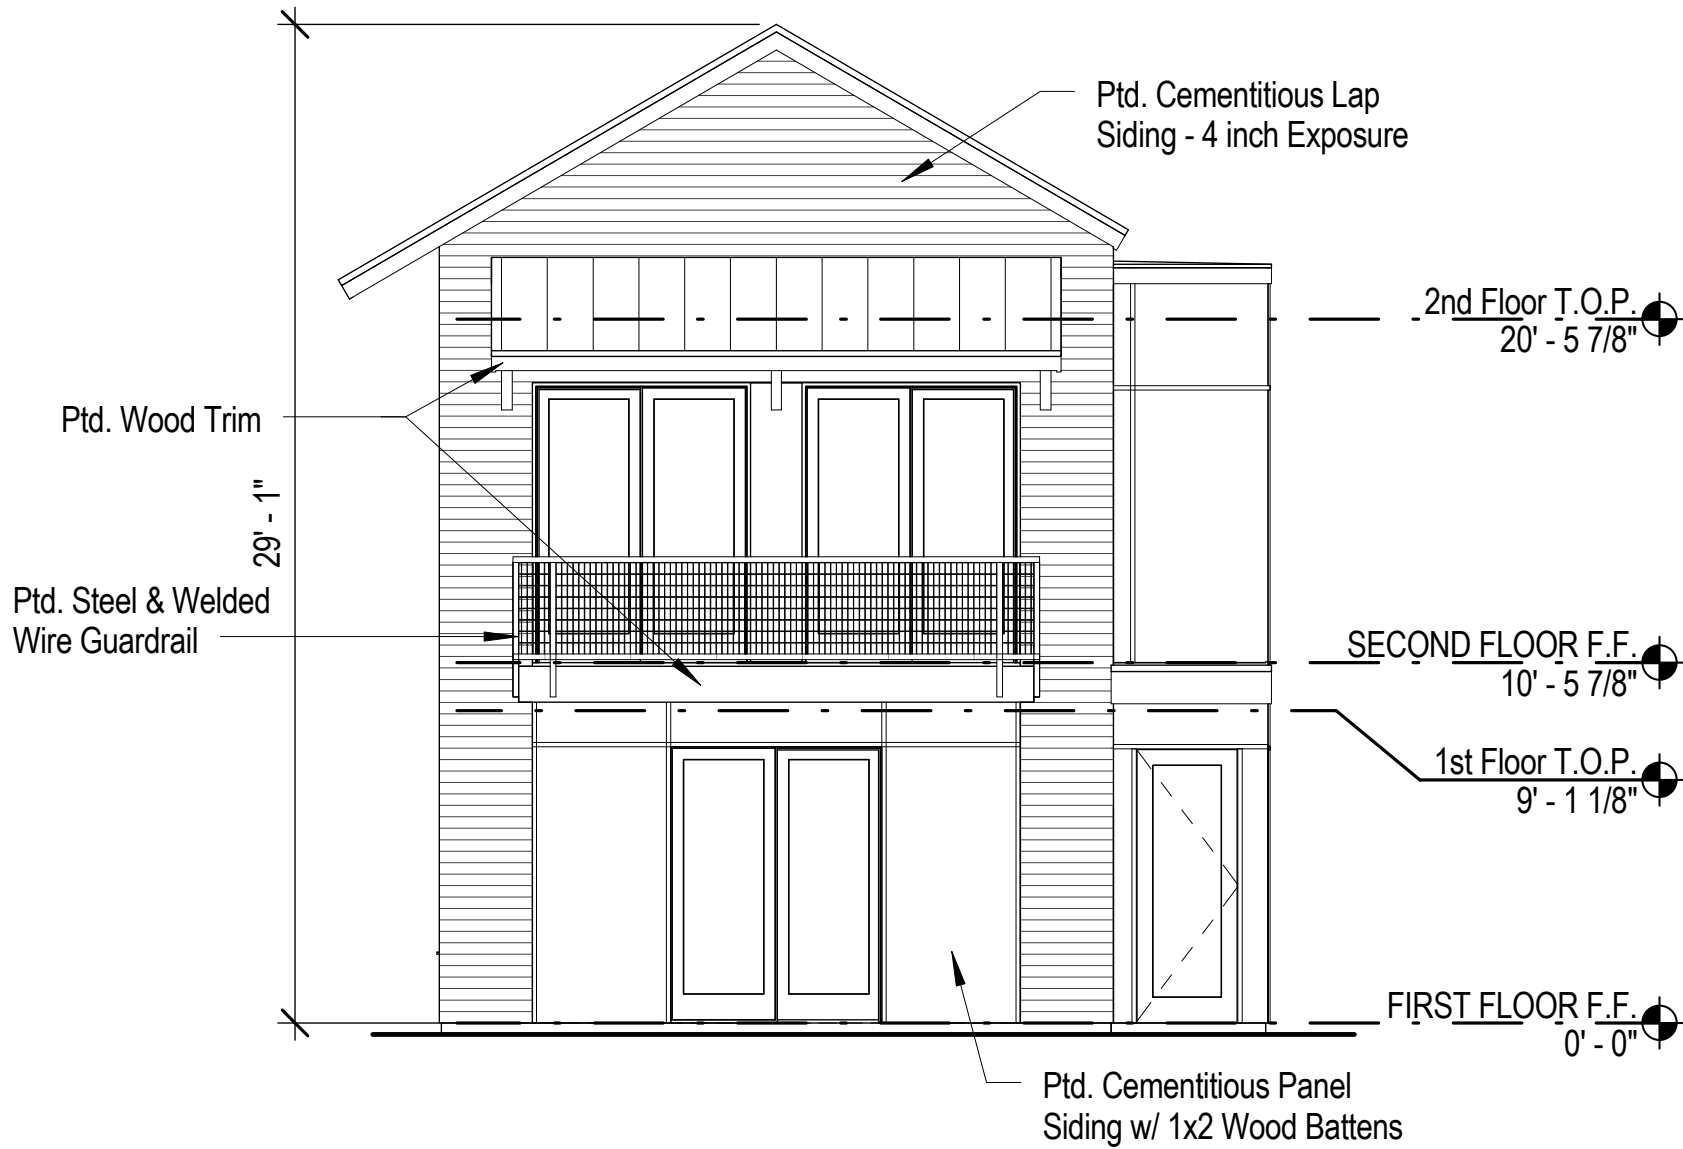 Ptd. Cementitious Lap
Siding - 4 inch Exposure
2nd Floor T.O.P.
20' - 5 7/8"
Ptd. Wood Trim
29' - 1"
Ptd. Steel & Welded
Wire Guardrail
SECOND FLOOR F.F.
10' - 5 7/8"
1st Floor T.O.P.
9' - 1 1/8"
FIRST FLOOR F.F.
0' - 0"
Ptd. Cementitious Panel
Siding w/ 1x2 Wood Battens